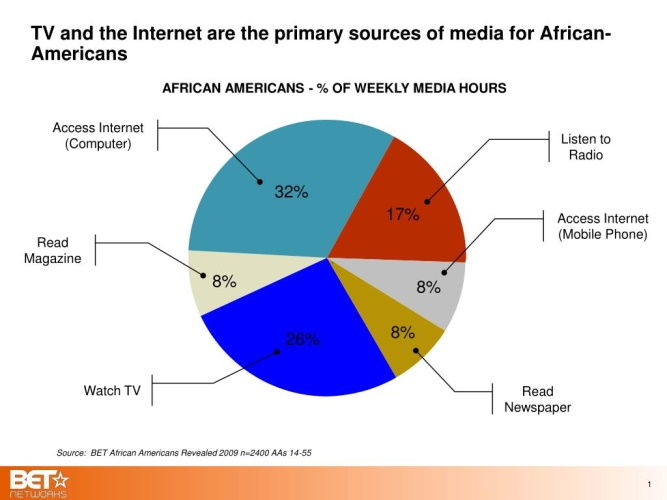 TV and the Internet are the primary sources of media for African-
Americans
AFRICAN AMERICANS - % OF WEEKLY MEDIA HOURS
Access Internet
(Computer)
Listen to
Radio
32%
17%
Access Internet
(Mobile Phone)
Read
Magazine
8%
8%
8%
26%
Watch TV
Read
Newspaper
Source: BET African Americans Revealed 2009 n=2400 AAs 14-55
BET
NETWORKS
1